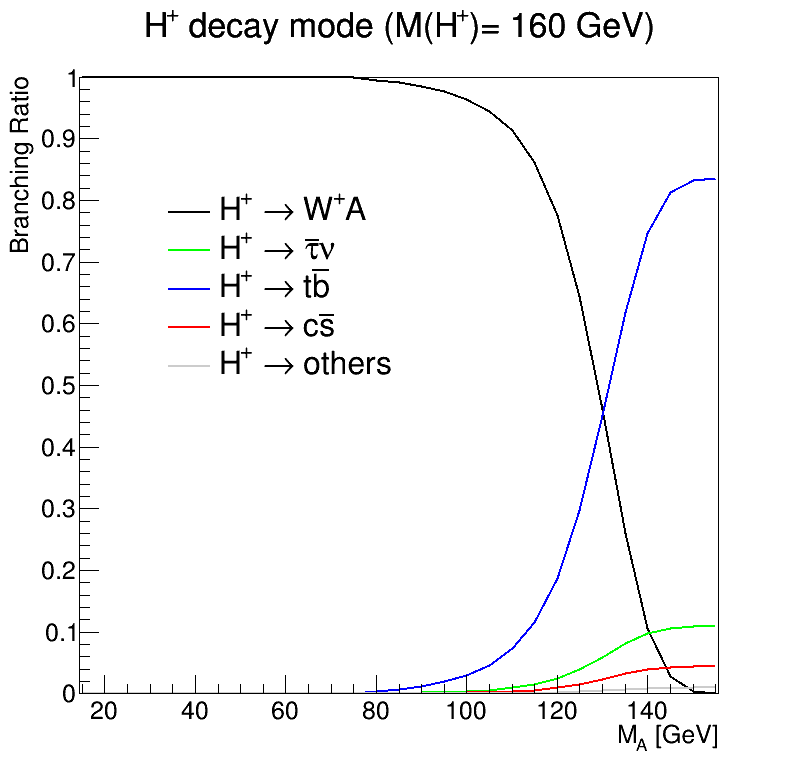 H⁺ decay mode (M(H⁺)= 160 GeV)
Branching Ratio
1
0.9
0.8
0.7
0.6
0.5
0.4
0.3
0.2
0.1
0
H⁺ → W⁺A
H⁺ → τ̅ν
H⁺ → tb̅
H⁺ → cs̅
H⁺ → others
20 40 60 80 100 120 140
M_A [GeV]